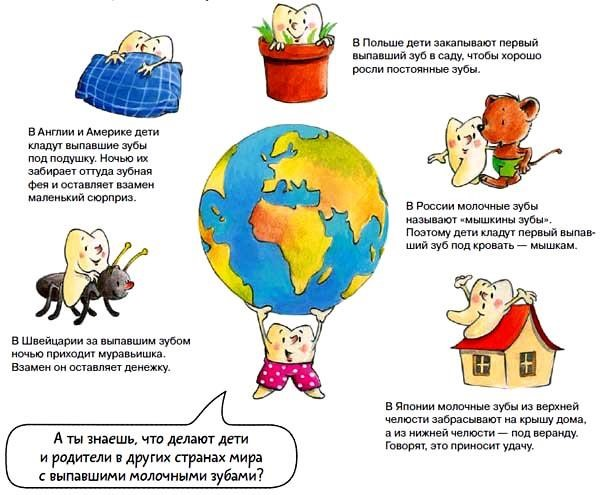 В Польше дети закапывают первый
выпавший зуб в саду, чтобы хорошо
росли постоянные зубы.
В Англии и Америке дети
кладут выпавшие зубы
под подушку. Ночью их
забирает оттуда зубная
фея и оставляет взамен
маленький сюрприз.
В России молочные зубы
называют «мышкины зубы».
Поэтому дети кладут первый выпав-
ший зуб под кровать — мышкам.
В Швейцарии за выпавшим зубом
ночью приходит муравьишка.
Взамен он оставляет денежку.
В Японии молочные зубы из верхней
челюсти забрасывают на крышу дома,
а из нижней челюсти — под веранду.
Говорят, это приносит удачу.
А ты знаешь, что делают дети
и родители в других странах мира
с выпавшими молочными зубами?